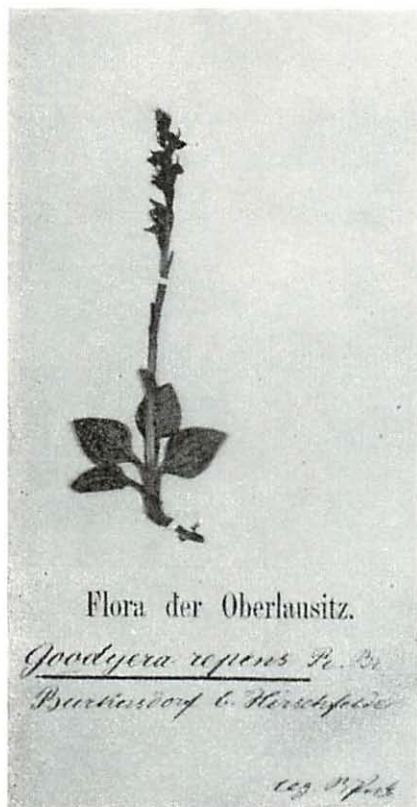 Flora der Oberlausitz.
Goodyera repens R. Br.
Burkersdorf b. Hirschfelde
leg.